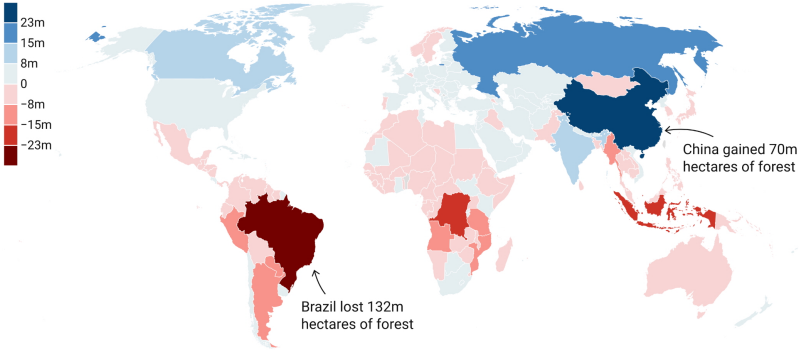 23m
15m
8m
0
−8m
−15m
−23m
China gained 70m
hectares of forest
Brazil lost 132m
hectares of forest